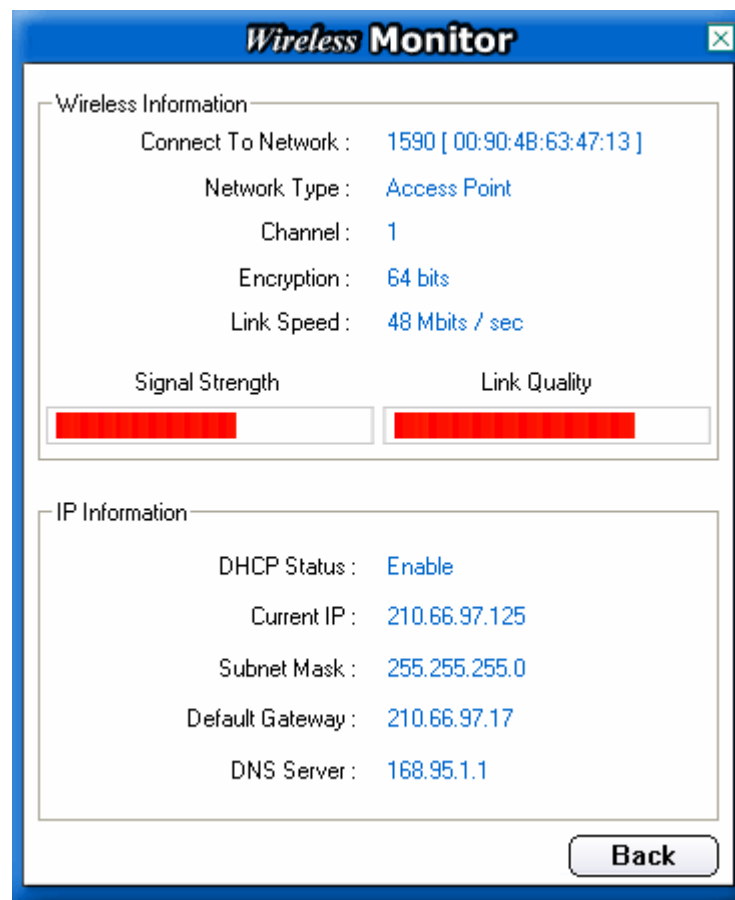 Wireless Monitor
Wireless Information
Connect To Network : 1590 [ 00:90:4B:63:47:13 ]
Network Type : Access Point
Channel : 1
Encryption : 64 bits
Link Speed : 48 Mbits / sec
Signal Strength Link Quality
IP Information
DHCP Status : Enable
Current IP : 210.66.97.125
Subnet Mask : 255.255.255.0
Default Gateway : 210.66.97.17
DNS Server : 168.95.1.1
Back